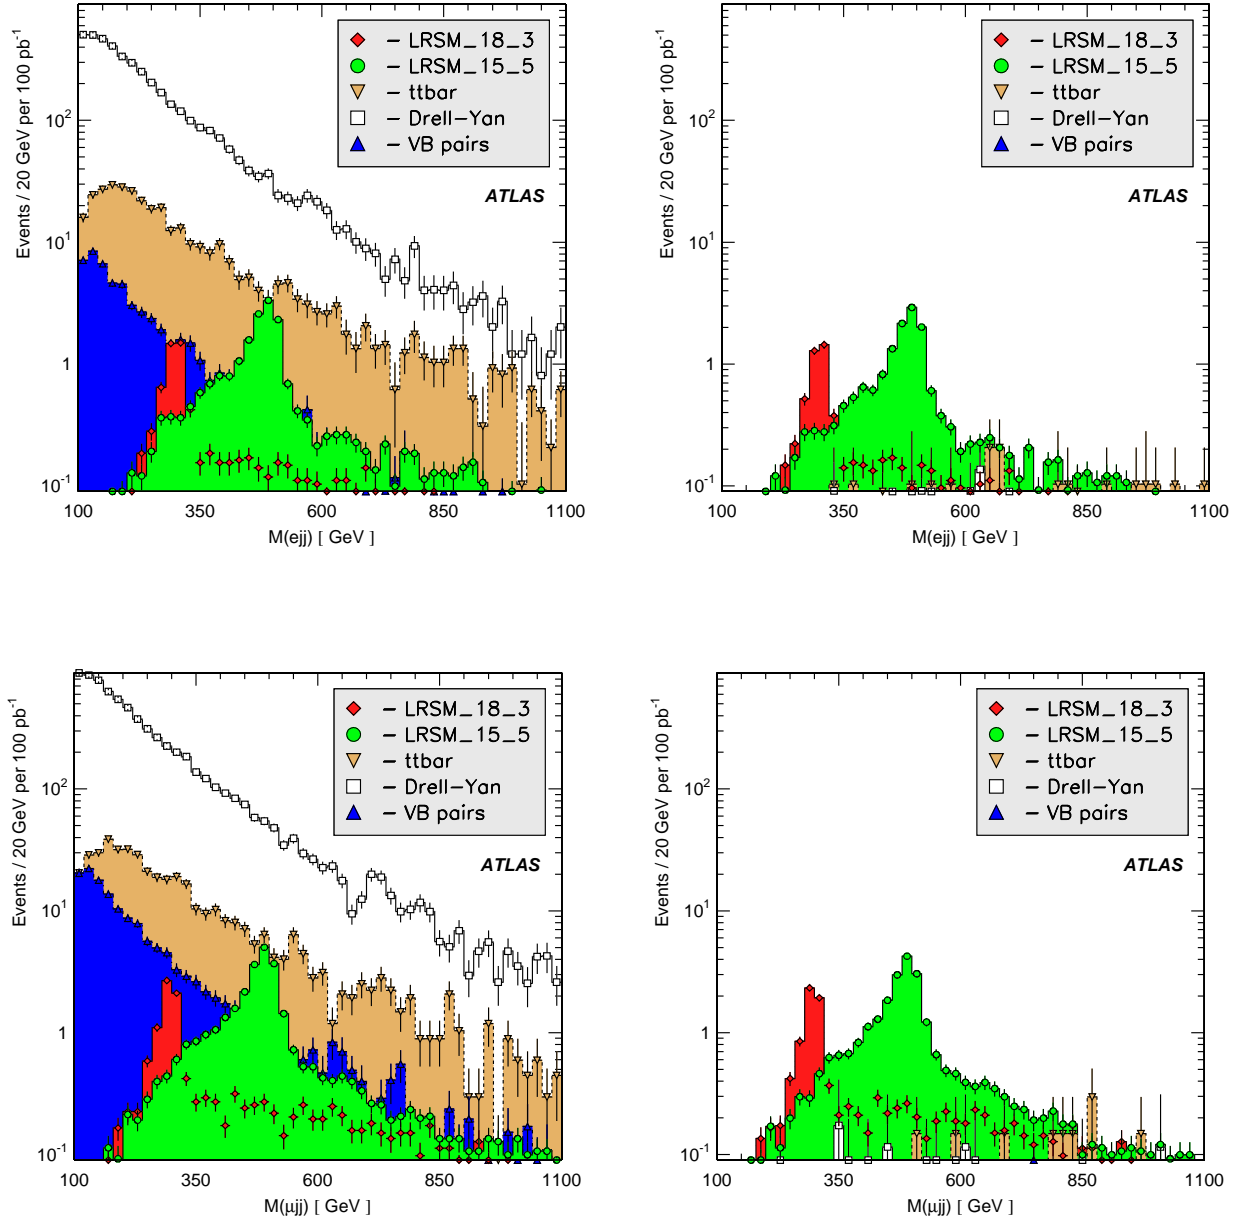 Events / 20 GeV per 100 pb⁻¹
10²
10¹
1
10⁻¹
– LRSM_18_3
– LRSM_15_5
– ttbar
– Drell–Yan
– VB pairs
ATLAS
100 350 600 850 1100
M(ejj) [ GeV ]
Events / 20 GeV per 100 pb⁻¹
10²
10¹
1
10⁻¹
– LRSM_18_3
– LRSM_15_5
– ttbar
– Drell–Yan
– VB pairs
ATLAS
100 350 600 850 1100
M(ejj) [ GeV ]
Events / 20 GeV per 100 pb⁻¹
10²
10¹
1
10⁻¹
– LRSM_18_3
– LRSM_15_5
– ttbar
– Drell–Yan
– VB pairs
ATLAS
100 350 600 850 1100
M(μjj) [ GeV ]
Events / 20 GeV per 100 pb⁻¹
10²
10¹
1
10⁻¹
– LRSM_18_3
– LRSM_15_5
– ttbar
– Drell–Yan
– VB pairs
ATLAS
100 350 600 850 1100
M(μjj) [ GeV ]